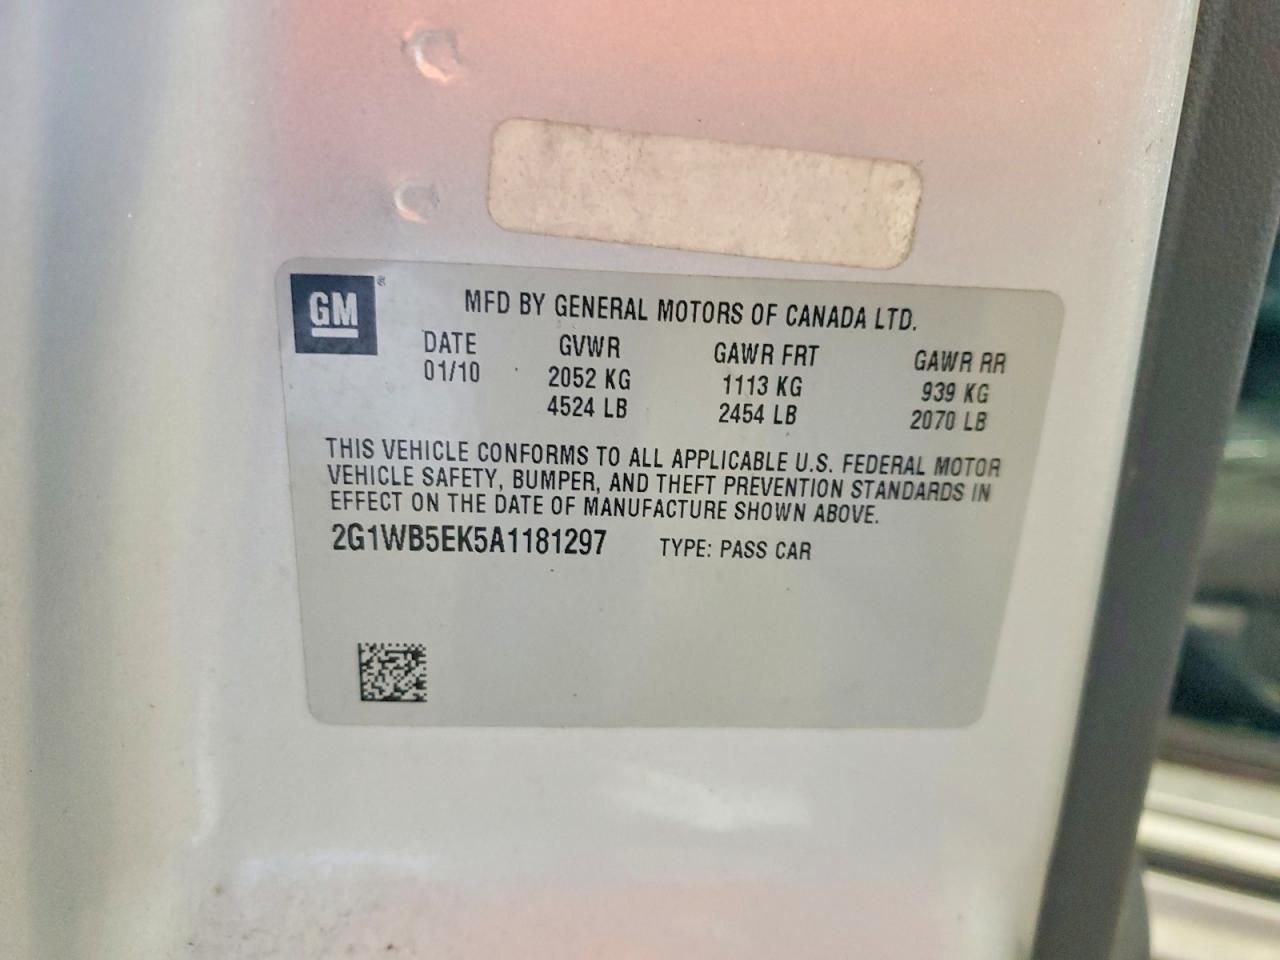 GM®
MFD BY GENERAL MOTORS OF CANADA LTD.
DATE GVWR GAWR FRT GAWR RR
01/10 2052 KG 1113 KG 939 KG
4524 LB 2454 LB 2070 LB
THIS VEHICLE CONFORMS TO ALL APPLICABLE U.S. FEDERAL MOTOR
VEHICLE SAFETY, BUMPER, AND THEFT PREVENTION STANDARDS IN
EFFECT ON THE DATE OF MANUFACTURE SHOWN ABOVE.
2G1WB5EK5A1181297 TYPE: PASS CAR